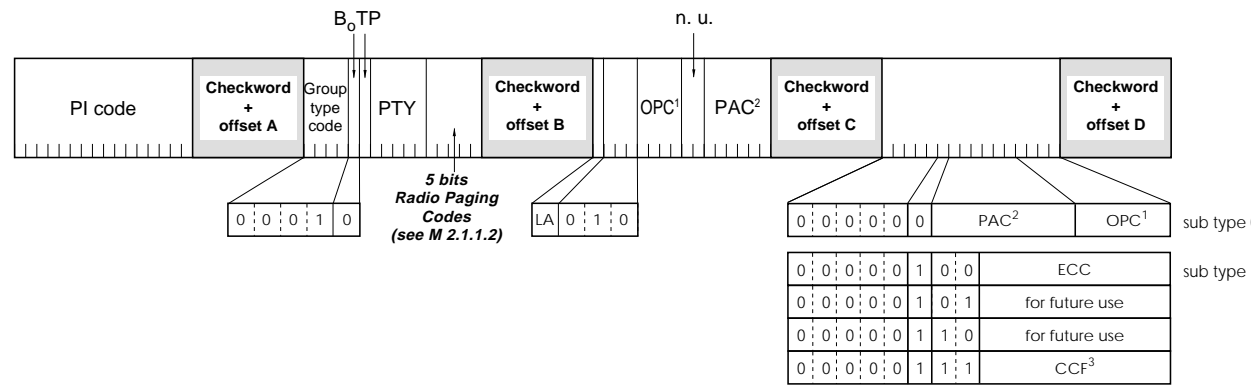 BoTP n. u.
PI code Checkword + offset A Group type code PTY Checkword + offset B OPC¹ PAC² Checkword + offset C Checkword + offset D
5 bits
Radio Paging
Codes
(see M 2.1.1.2)
0 0 0 1 0 LA 0 1 0 0 0 0 0 0 0 PAC² OPC¹ sub type
0 0 0 0 0 1 0 0 ECC sub type
0 0 0 0 0 1 0 1 for future use
0 0 0 0 0 1 1 0 for future use
0 0 0 0 0 1 1 1 CCF³